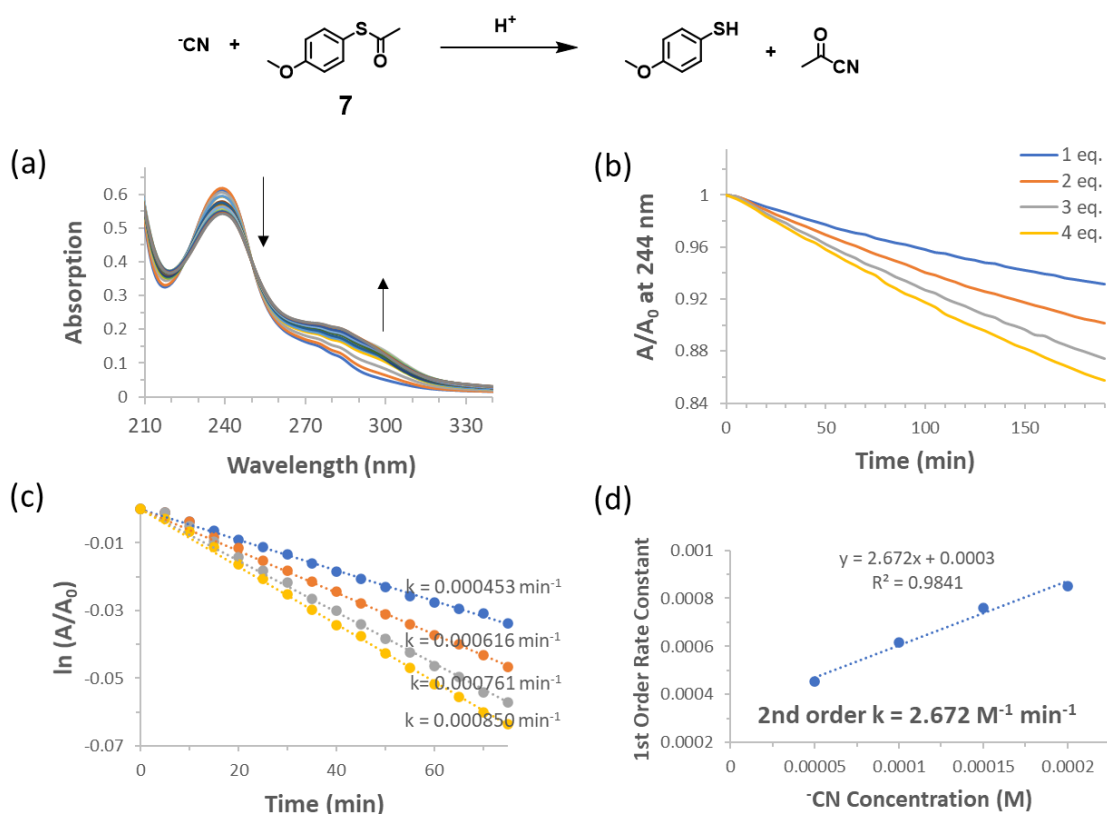 ⁻CN + S O O H⁺ SH O + O CN
7
(a)
0.6
0.5
0.4
0.3
0.2
0.1
0
Absorption
210 240 270 300 330
Wavelength (nm)
(b)
1 eq.
2 eq.
3 eq.
4 eq.
1
0.96
0.92
0.88
0.84
A/A₀ at 244 nm
0 50 100 150
Time (min)
(c)
-0.01
-0.03
-0.05
-0.07
ln (A/A₀)
k = 0.000453 min⁻¹
k = 0.000616 min⁻¹
k= 0.000761 min⁻¹
k = 0.000850 min⁻¹
0 20 40 60
Time (min)
(d)
0.001
0.0008
0.0006
0.0004
0.0002
1st Order Rate Constant
y = 2.672x + 0.0003
R² = 0.9841
2nd order k = 2.672 M⁻¹ min⁻¹
0 0.00005 0.0001 0.00015 0.0002
⁻CN Concentration (M)